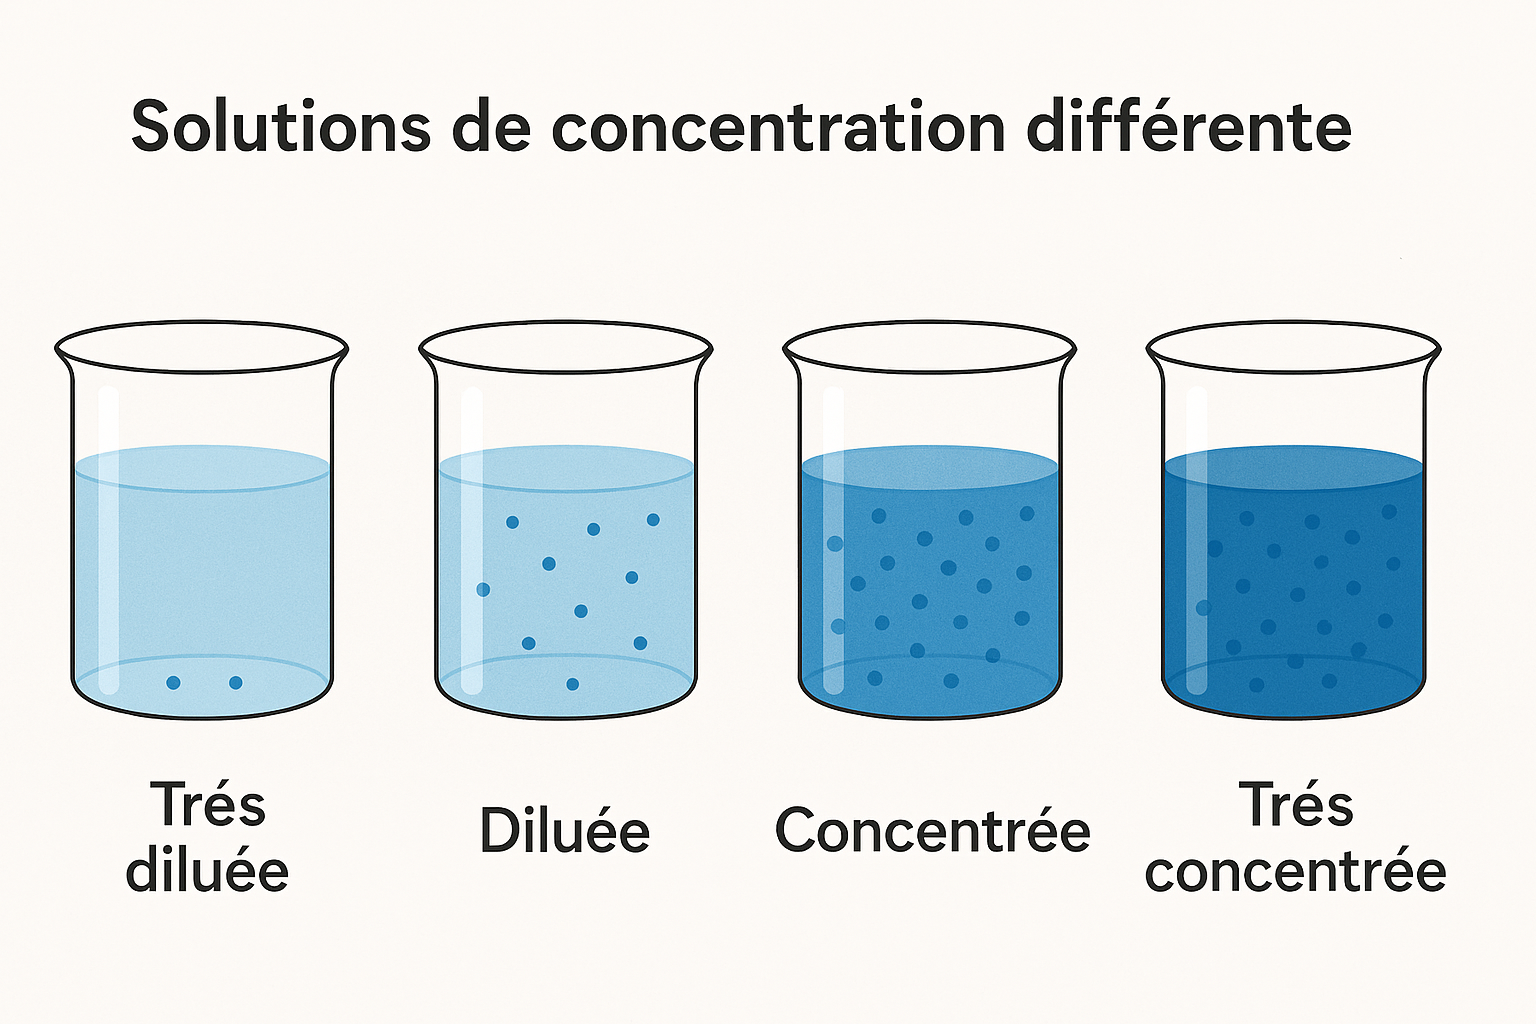 Solutions de concentration différente
Trés
diluée
Diluée
Concentrée
Trés
concentrée